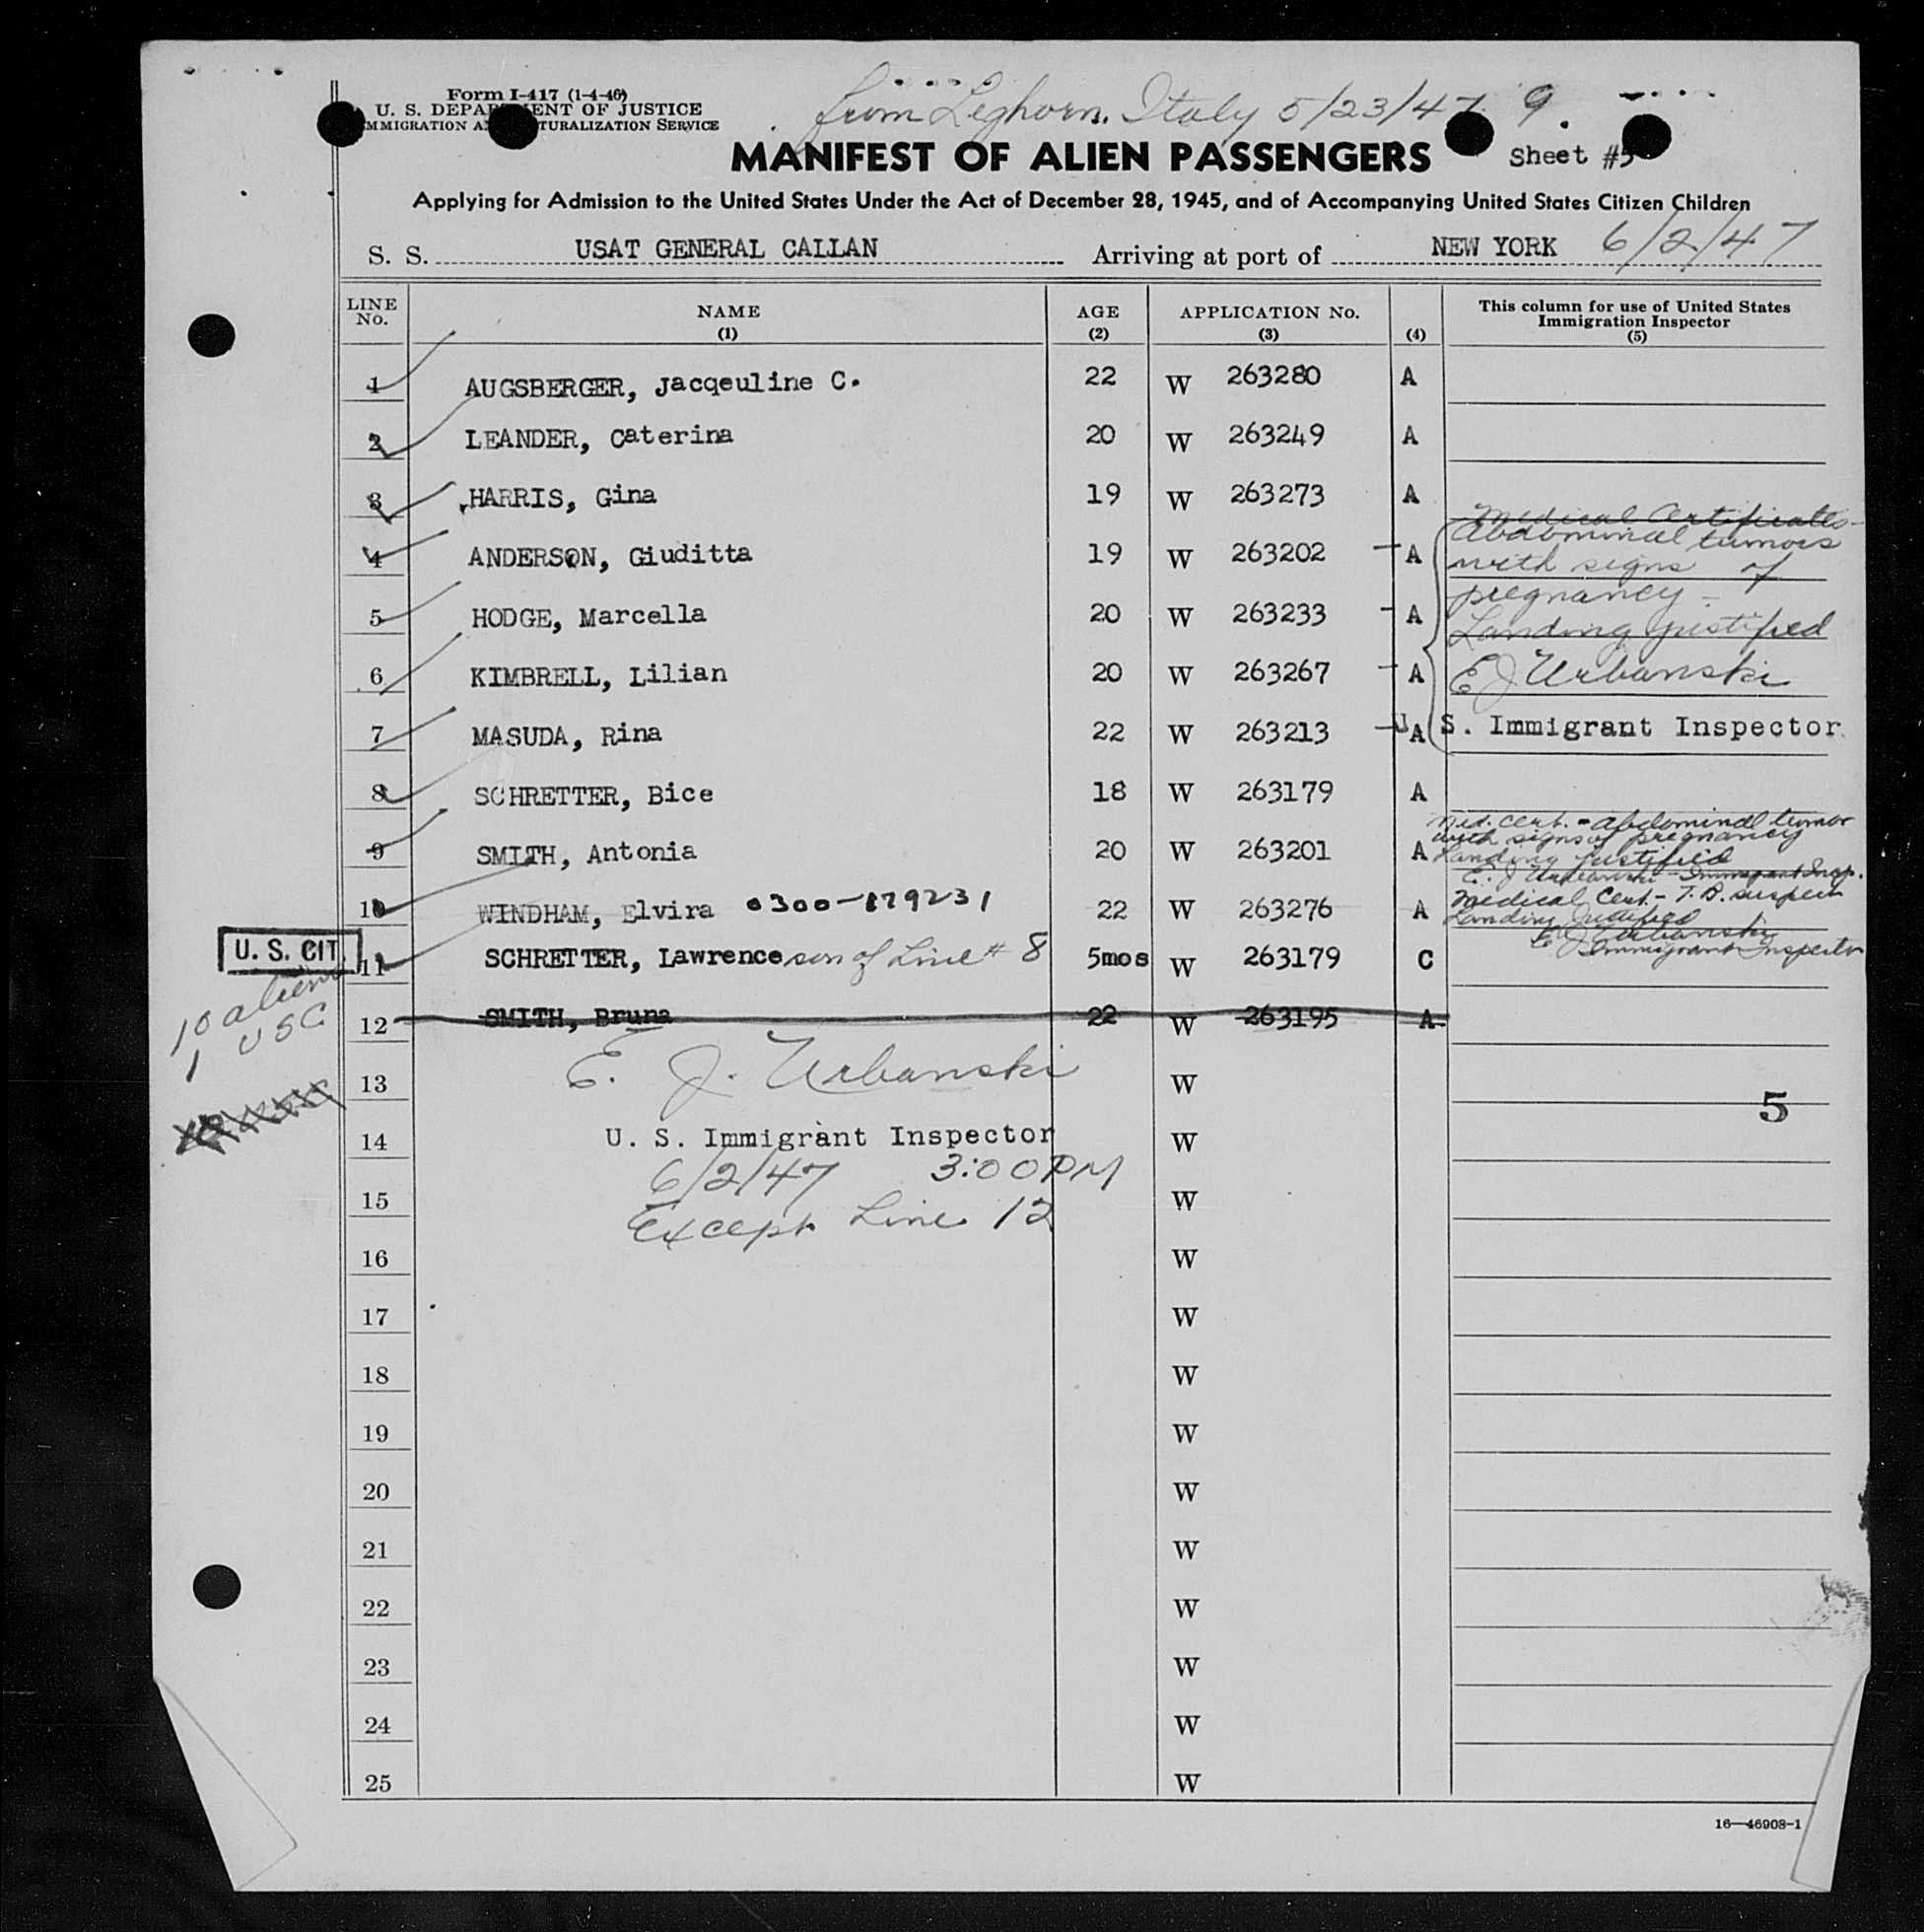 from Leghorn. Italy 5/23/47 9.
Form I-417 (1-4-46)
U. S. DEPARTMENT OF JUSTICE
IMMIGRATION AND NATURALIZATION SERVICE
MANIFEST OF ALIEN PASSENGERS
Sheet #5
Applying for Admission to the United States Under the Act of December 28, 1945, and of Accompanying United States Citizen Children
S. S. USAT GENERAL CALLAN Arriving at port of NEW YORK 6/2/47
LINE No. NAME (1) AGE (2) APPLICATION No. (3) (4) This column for use of United States Immigration Inspector (5)
1 AUGSBERGER, Jacqeuline C. 22 W 263280 A
2 LEANDER, Caterina 20 W 263249 A
3 HARRIS, Gina 19 W 263273 A
Medical Certificates-
Abdominal tumors
4 ANDERSON, Giuditta 19 W 263202 A with signs of
pregnancy -
5 HODGE, Marcella 20 W 263233 A Landing justified
6 KIMBRELL, Lilian 20 W 263267 A E J Urbanski
7 MASUDA, Rina 22 W 263213 A U. S. Immigrant Inspector
8 SCHRETTER, Bice 18 W 263179 A
Med. cert. - abdominal tumor
with signs of pregnancy
9 SMITH, Antonia 20 W 263201 A Landing justified
E. J Urbanski - Immigrant Insp.
Medical Cert - T.B. suspect
10 WINDHAM, Elvira 0300-179231 22 W 263276 A Landing justified
E J Urbanski
Immigrant Inspector
U. S. CIT.
11 SCHRETTER, Lawrence son of Line # 8 5mos W 263179 C
10 aliens
1 USC
12 SMITH, Bruna 22 W 263195 A
E. J. Urbanski
13 W
5
U. S. Immigrant Inspector
14 W
6/2/47 3:00 PM
15 W
Except Line 12
16 W
17 W
18 W
19 W
20 W
21 W
22 W
23 W
24 W
25 W
16—46908-1